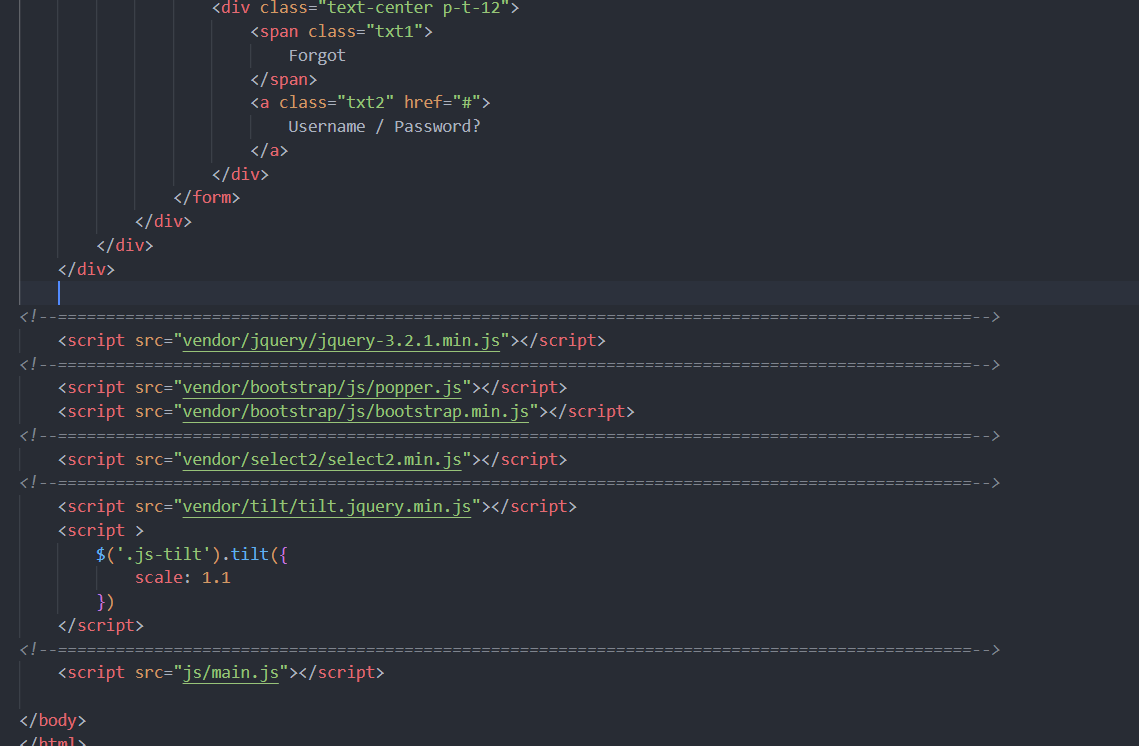 <div class="text-center p-t-12">
<span class="txt1">
Forgot
</span>
<a class="txt2" href="#">
Username / Password?
</a>
</div>
</form>
</div>
</div>
</div>
<!--===============================================================================================-->
<script src="vendor/jquery/jquery-3.2.1.min.js"></script>
<!--===============================================================================================-->
<script src="vendor/bootstrap/js/popper.js"></script>
<script src="vendor/bootstrap/js/bootstrap.min.js"></script>
<!--===============================================================================================-->
<script src="vendor/select2/select2.min.js"></script>
<!--===============================================================================================-->
<script src="vendor/tilt/tilt.jquery.min.js"></script>
<script >
$('.js-tilt').tilt({
scale: 1.1
})
</script>
<!--===============================================================================================-->
<script src="js/main.js"></script>
</body>
</html>